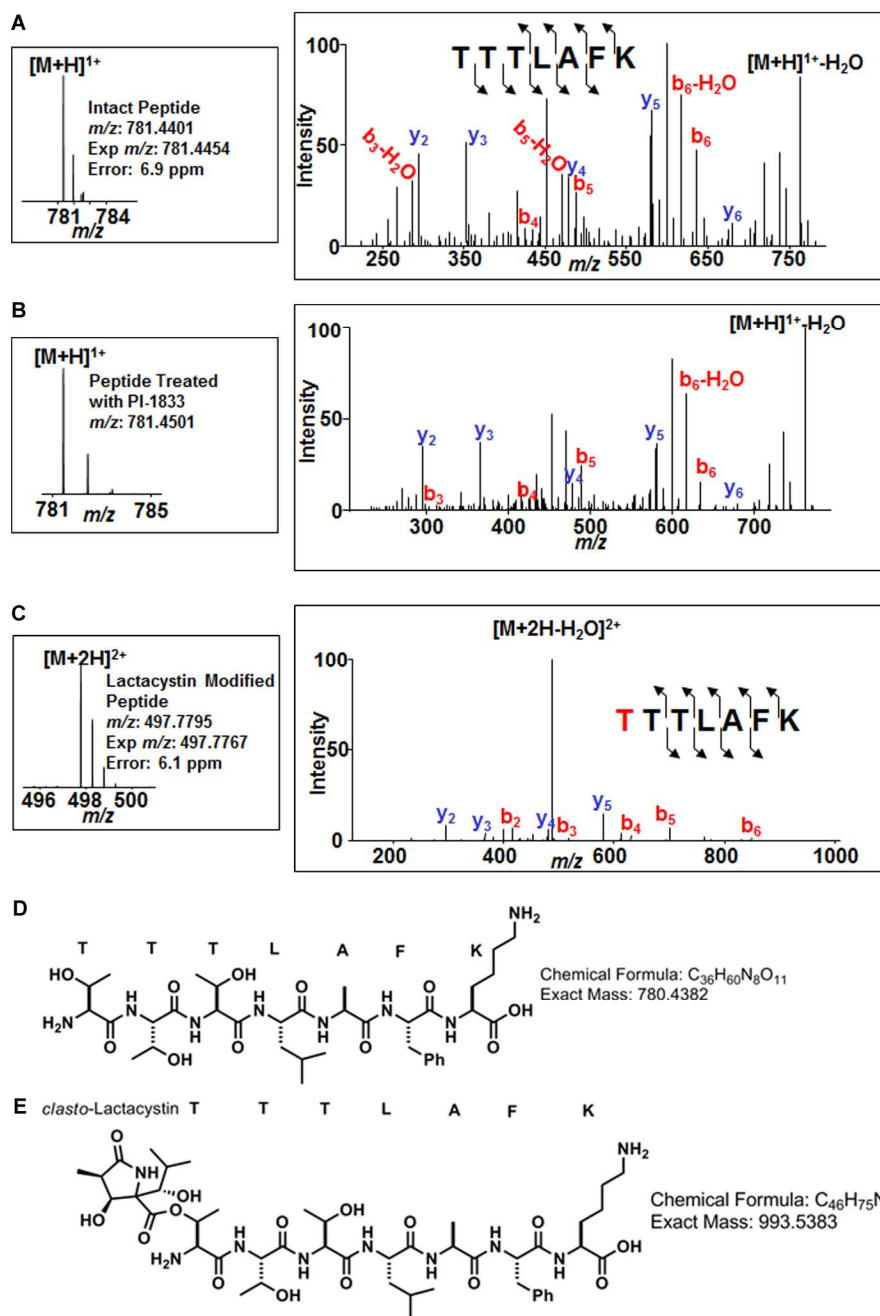 A
[M+H]1+
Intact Peptide
m/z: 781.4401
Exp m/z: 781.4454
Error: 6.9 ppm
781 784
m/z
100
50
0
Intensity
T T T L A F K
[M+H]1+-H2O
b3-H2O
y2
y3
b4
b5-H2O
y4
b5
y5
b6-H2O
b6
y6
250 350 450 550 650 750
m/z
B
[M+H]1+
Peptide Treated
with PI-1833
m/z: 781.4501
781 785
m/z
100
50
0
Intensity
[M+H]1+-H2O
y2
b3
y3
b4
y4
b5
y5
b6-H2O
b6
y6
300 400 500 600 700
m/z
C
[M+2H]2+
Lactacystin Modified
Peptide
m/z: 497.7795
Exp m/z: 497.7767
Error: 6.1 ppm
496 498 500
m/z
[M+2H-H2O]2+
100
50
0
Intensity
T T T L A F K
y2
y3
b2
y4
b3
y5
b4
b5
b6
200 400 600 800 1000
m/z
D
T T T L A F K
NH2
HO
OH
H2N
H
N
O
OH
Ph
Chemical Formula: C36H60N8O11
Exact Mass: 780.4382
E
clasto-Lactacystin T T T L A F K
O
NH
HO
OH
O
O
NH2
H2N
H
N
O
OH
HO
Ph
OH
Chemical Formula: C46H75N
Exact Mass: 993.5383